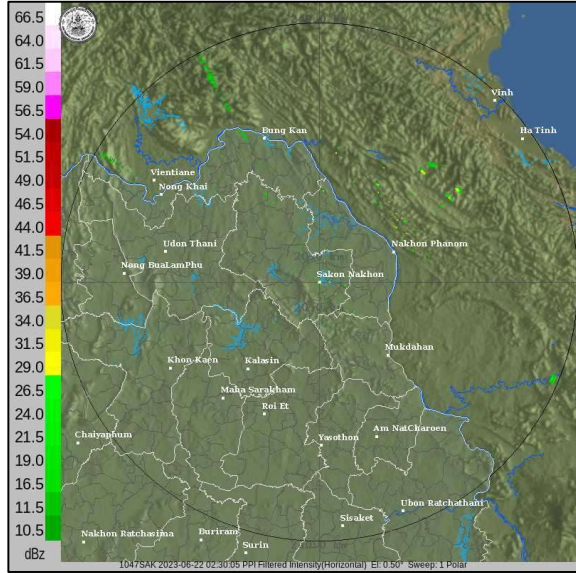 66.5
64.0
61.5
59.0
56.5
54.0
51.5
49.0
46.5
44.0
41.5
39.0
36.5
34.0
31.5
29.0
26.5
24.0
21.5
19.0
16.5
11.5
10.5
dBz
Vinh
Ha Tinh
Bung Kan
Vientiane
Nong Khai
Udon Thani
Nakhon Phanom
Nong BuaLamPhu
Sakon Nakhon
Mukdahan
Khon Kaen
Kalasin
Maha Sarakham
Roi Et
Chaiyaphum
Yasothon
Am NatCharoen
Ubon Ratchathani
Sisaket
Nakhon Ratchasima
Buriram
Surin
1047SAK 2023-06-22 02:30:05 PPI Filtered Intensity(Horizontal) El: 0.50° Sweep: 1 Polar